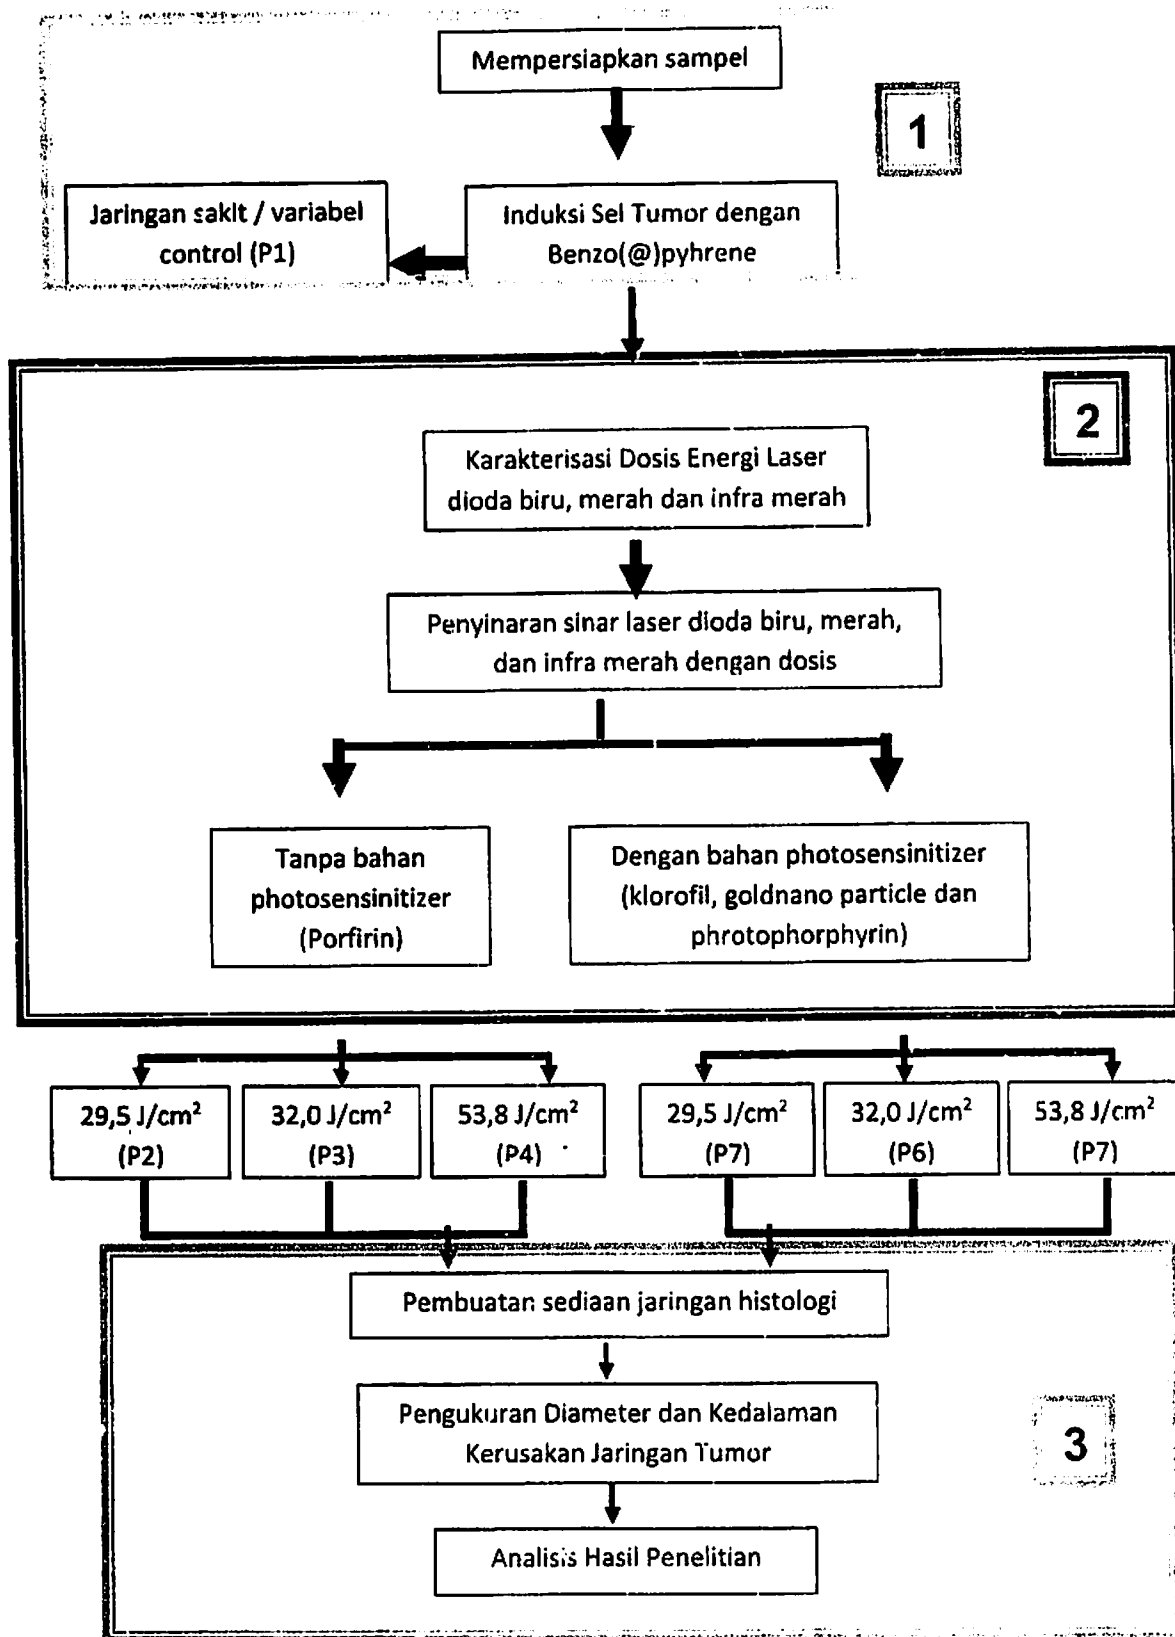 Mempersiapkan sampel
1
Jaringan sakit / variabel
control (P1)
Induksi Sel Tumor dengan
Benzo(@)pyhrene
2
Karakterisasi Dosis Energi Laser
dioda biru, merah dan infra merah
Penyinaran sinar laser dioda biru, merah,
dan infra merah dengan dosis
Tanpa bahan
photosensinitizer
(Porfirin)
Dengan bahan photosensinitizer
(klorofil, goldnano particle dan
phrotophorphyrin)
29,5 J/cm²
(P2)
32,0 J/cm²
(P3)
53,8 J/cm²
(P4)
29,5 J/cm²
(P7)
32,0 J/cm²
(P6)
53,8 J/cm²
(P7)
Pembuatan sediaan jaringan histologi
Pengukuran Diameter dan Kedalaman
Kerusakan Jaringan Tumor
3
Analisis Hasil Penelitian